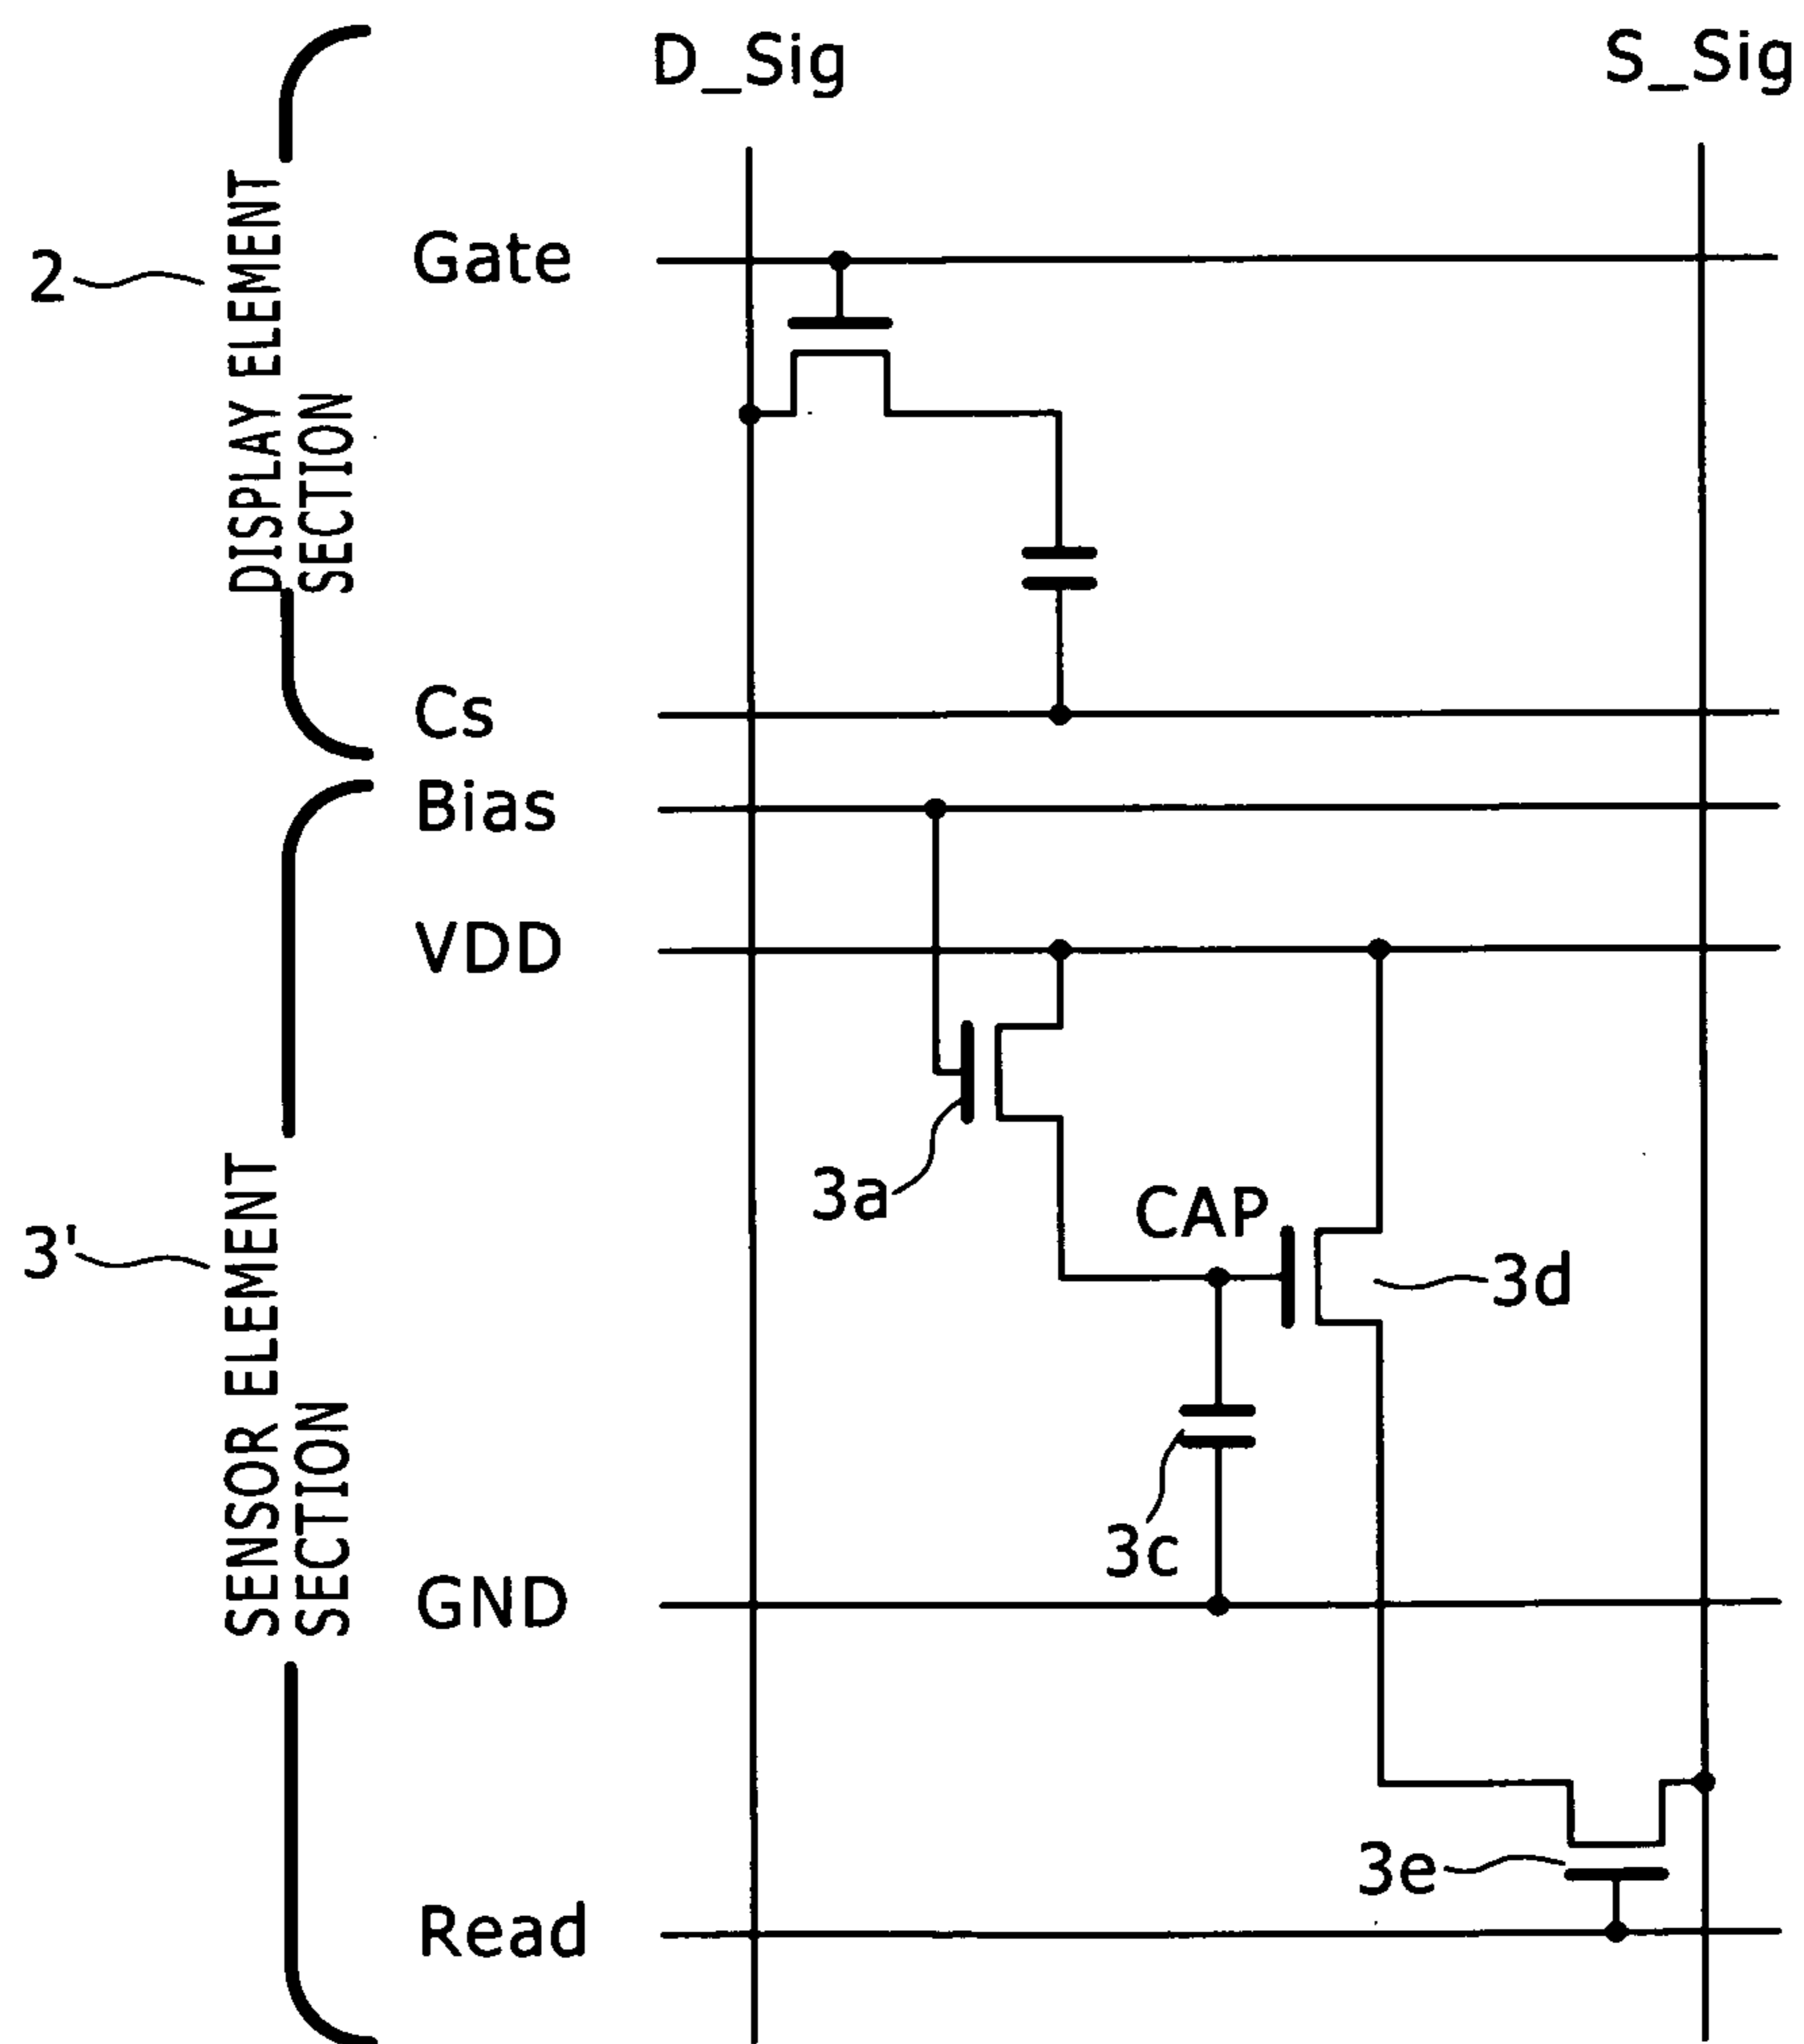 D_Sig
S_Sig
Gate
2
DISPLAY ELEMENT
SECTION
Cs
Bias
VDD
3a
CAP
3'
SENSOR ELEMENT
SECTION
3d
3c
GND
3e
Read